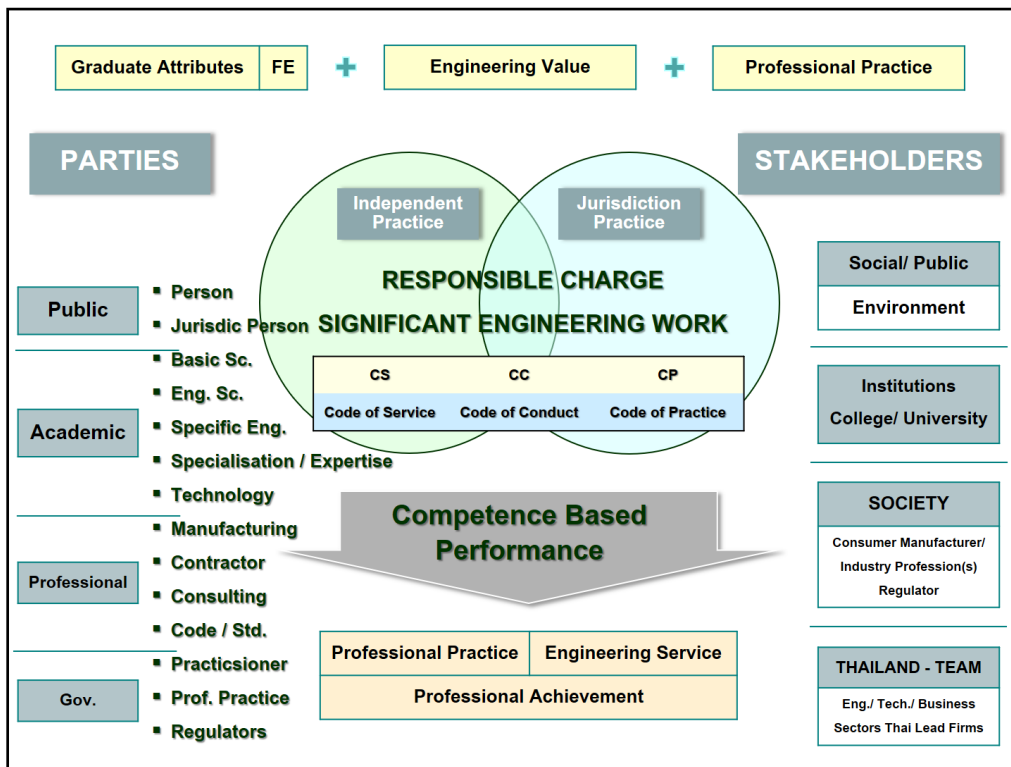 Graduate Attributes FE + Engineering Value + Professional Practice
PARTIES
STAKEHOLDERS
Independent
Practice
Jurisdiction
Practice
RESPONSIBLE CHARGE
SIGNIFICANT ENGINEERING WORK
CS CC CP
Code of Service Code of Conduct Code of Practice
Public
▪ Person
▪ Jurisdic Person
Academic
▪ Basic Sc.
▪ Eng. Sc.
▪ Specific Eng.
▪ Specialisation / Expertise
▪ Technology
Professional
▪ Manufacturing
▪ Contractor
▪ Consulting
▪ Code / Std.
Gov.
▪ Practicsioner
▪ Prof. Practice
▪ Regulators
Competence Based
Performance
Professional Practice Engineering Service
Professional Achievement
Social/ Public
Environment
Institutions
College/ University
SOCIETY
Consumer Manufacturer/
Industry Profession(s)
Regulator
THAILAND - TEAM
Eng./ Tech./ Business
Sectors Thai Lead Firms